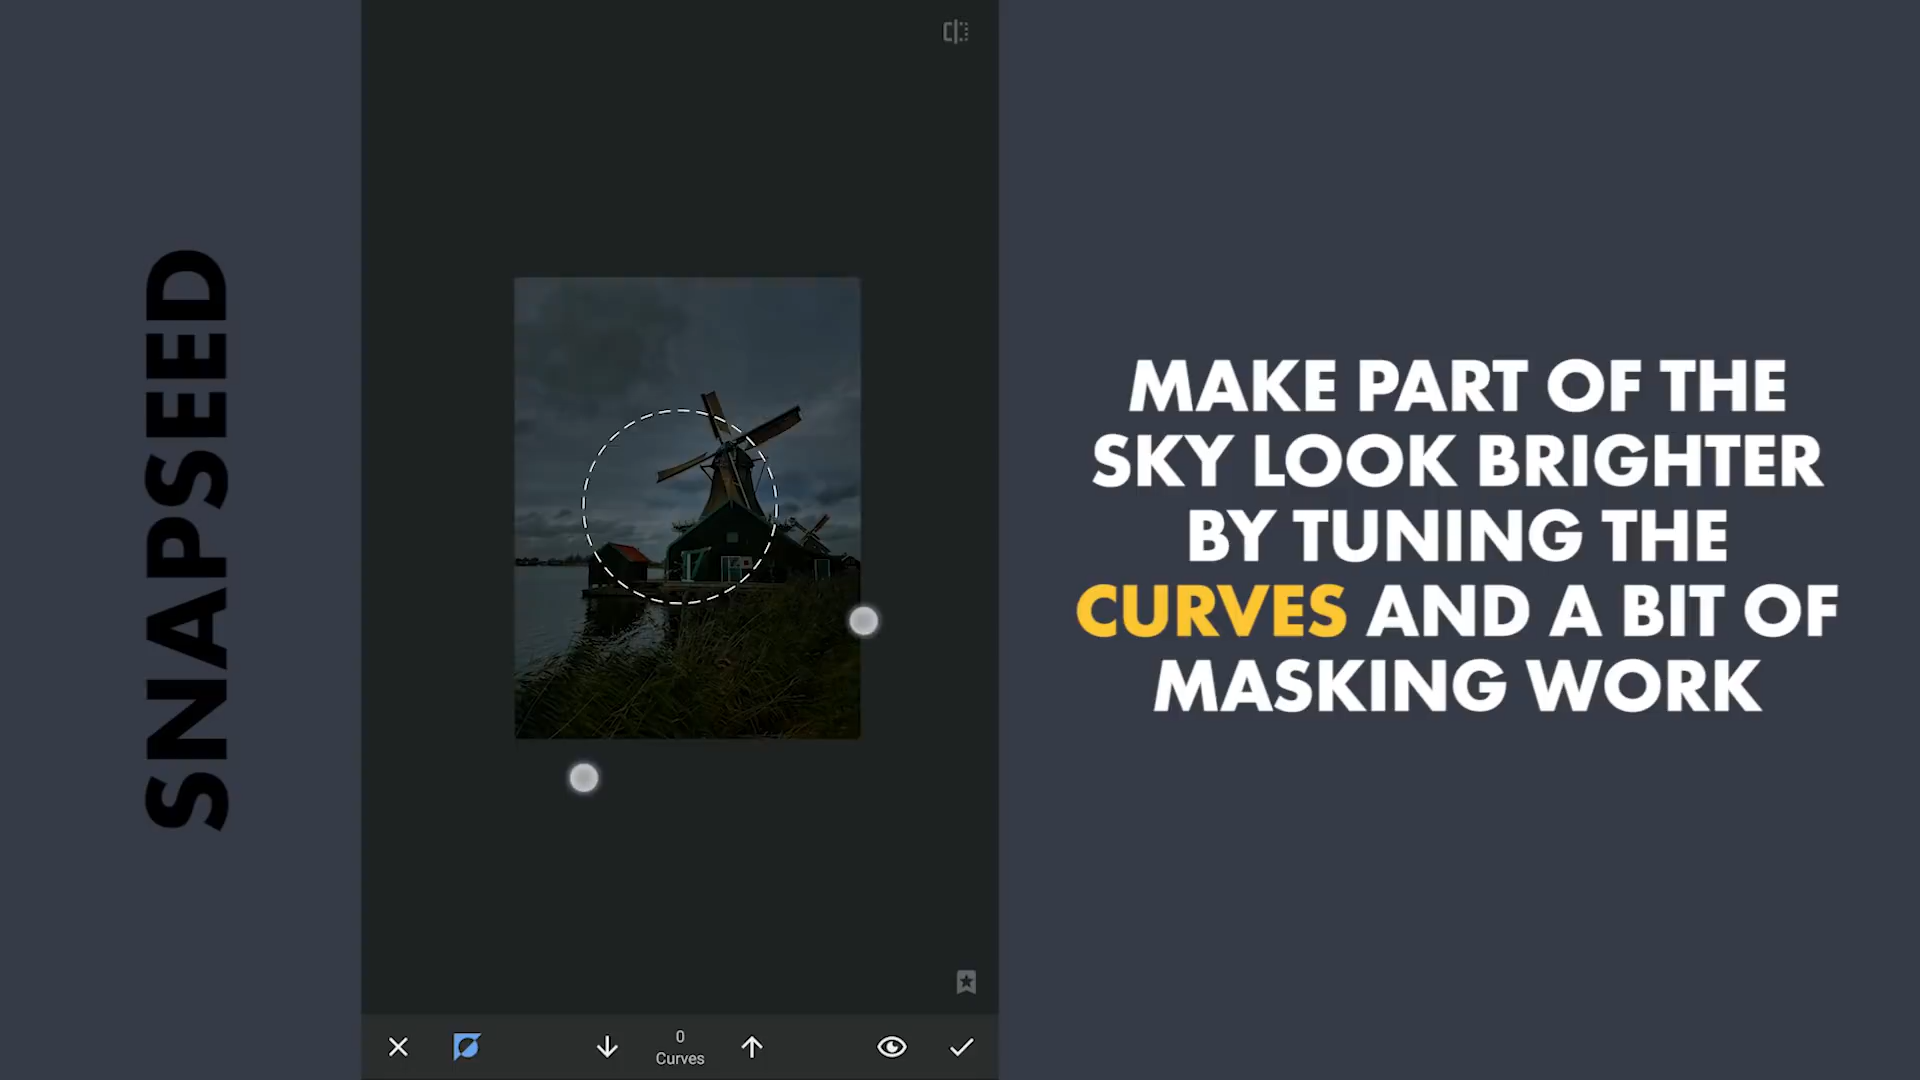 SNAPSEED
MAKE PART OF THE
SKY LOOK BRIGHTER
BY TUNING THE
CURVES AND A BIT OF
MASKING WORK
0
Curves